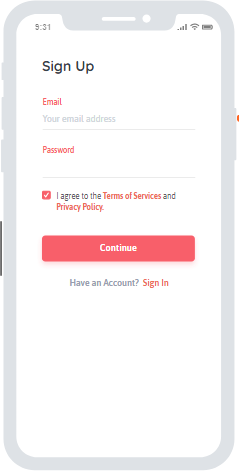 9:31
Sign Up
Email
Your email address
Password
I agree to the Terms of Services and
Privacy Policy.
Continue
Have an Account? Sign In